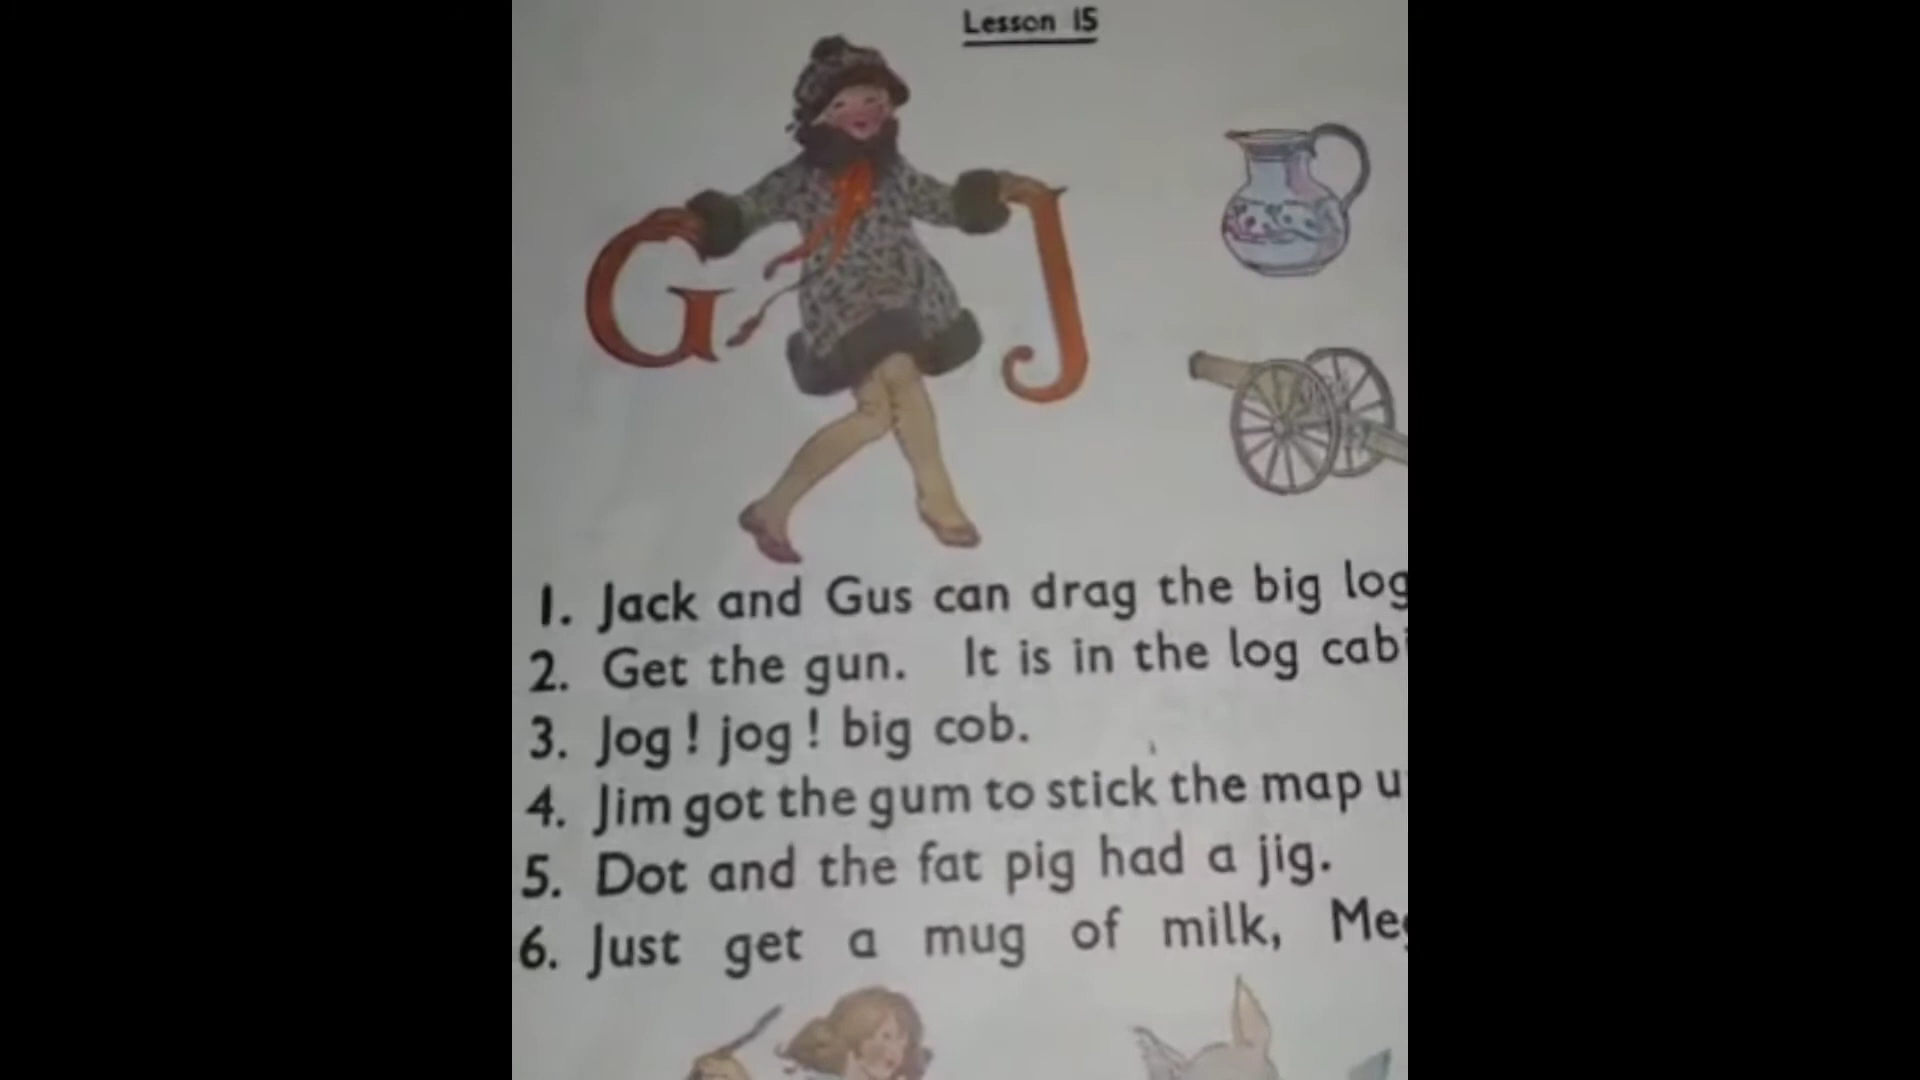 Lesson 15
G J
1. Jack and Gus can drag the big log
2. Get the gun. It is in the log
3. Jog! jog! big cob.
4. Jim got the gum to stick the map
5. Dot and the fat pig had a jig.
6. Just get a mug of milk,